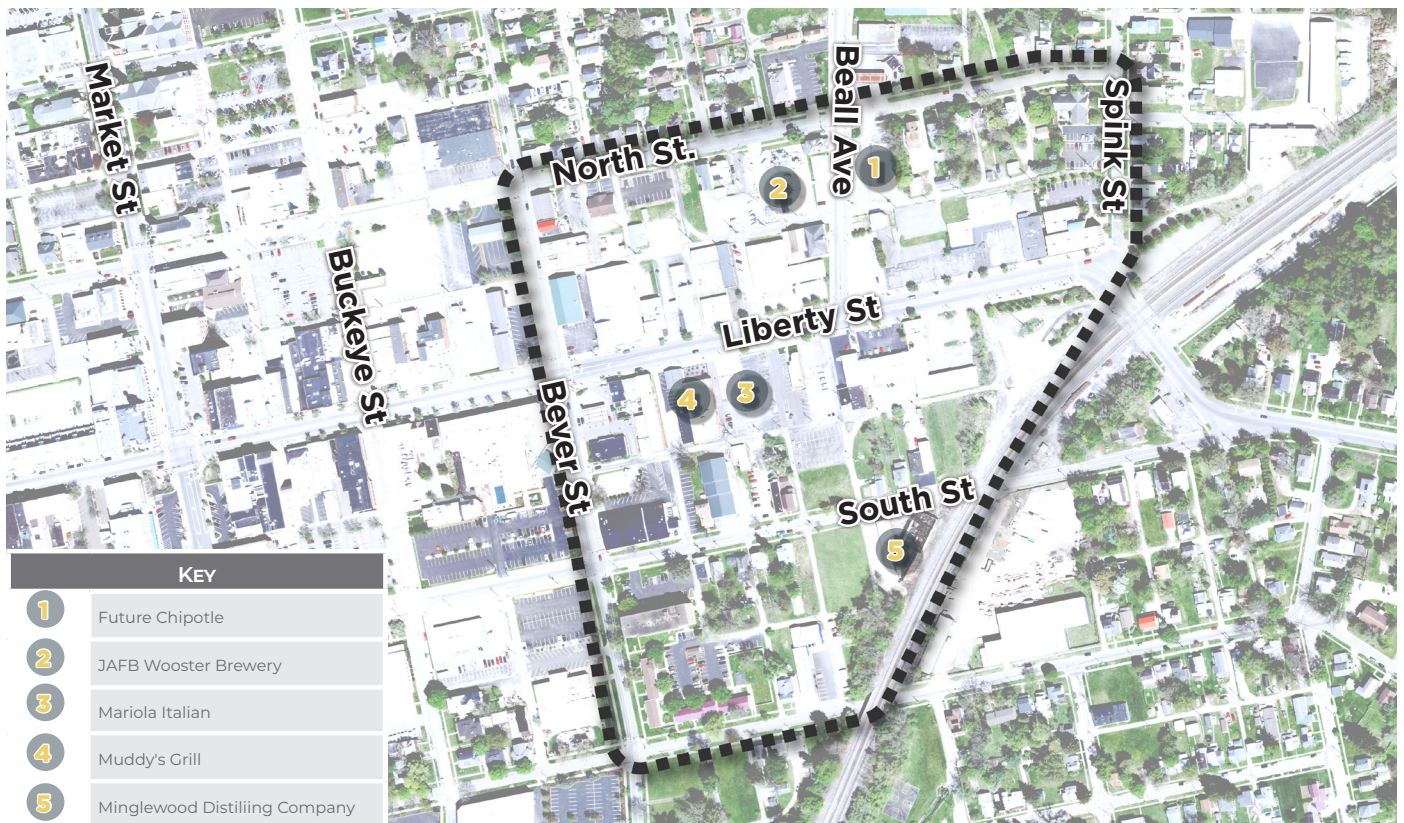 Market St
Buckeye St
Beyer St
North St.
Beall Ave
Spink St
Liberty St
South St
1
2
3
4
5
KEY
1 Future Chipotle
2 JAFB Wooster Brewery
3 Mariola Italian
4 Muddy's Grill
5 Minglewood Distiliing Company